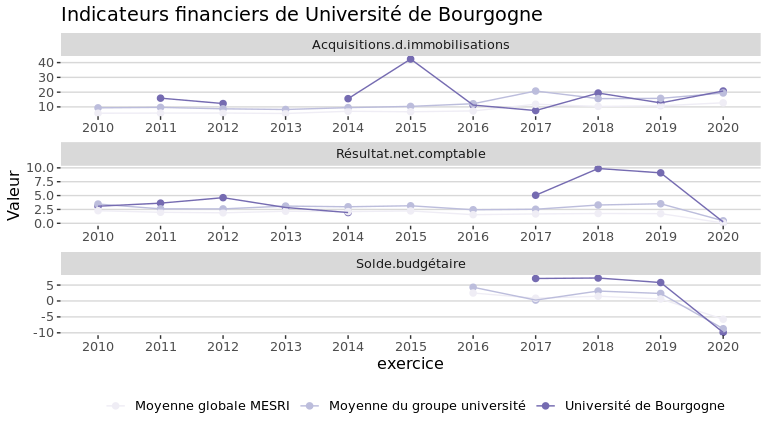 Indicateurs financiers de Université de Bourgogne
Acquisitions.d.immobilisations
40
30
20
10
2010 2011 2012 2013 2014 2015 2016 2017 2018 2019 2020
Résultat.net.comptable
10.0
7.5
5.0
2.5
0.0
2010 2011 2012 2013 2014 2015 2016 2017 2018 2019 2020
Valeur
Solde.budgétaire
5
0
-5
-10
2010 2011 2012 2013 2014 2015 2016 2017 2018 2019 2020
exercice
Moyenne globale MESRI Moyenne du groupe université Université de Bourgogne